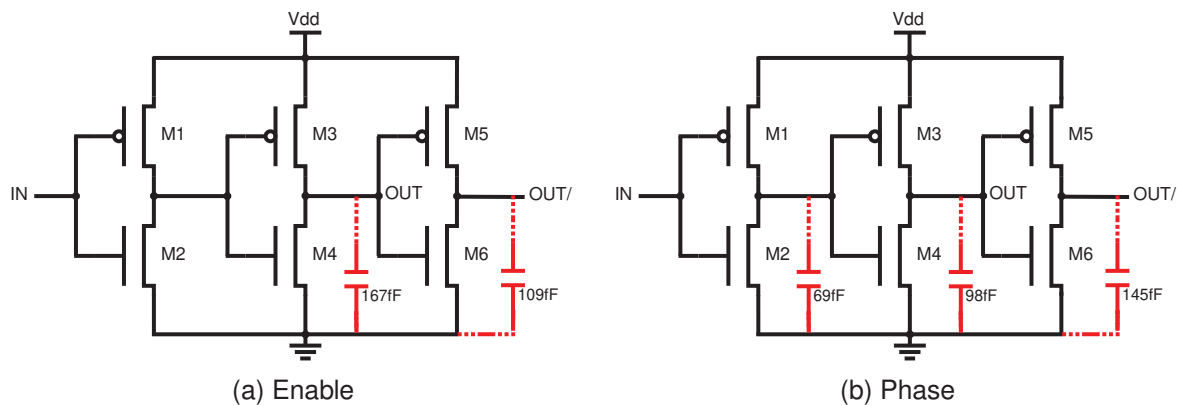 Vdd
M1
M3
M5
IN
OUT
OUT/
M2
M4
M6
167fF
109fF
(a) Enable
Vdd
M1
M3
M5
IN
OUT
OUT/
M2
M4
M6
69fF
98fF
145fF
(b) Phase